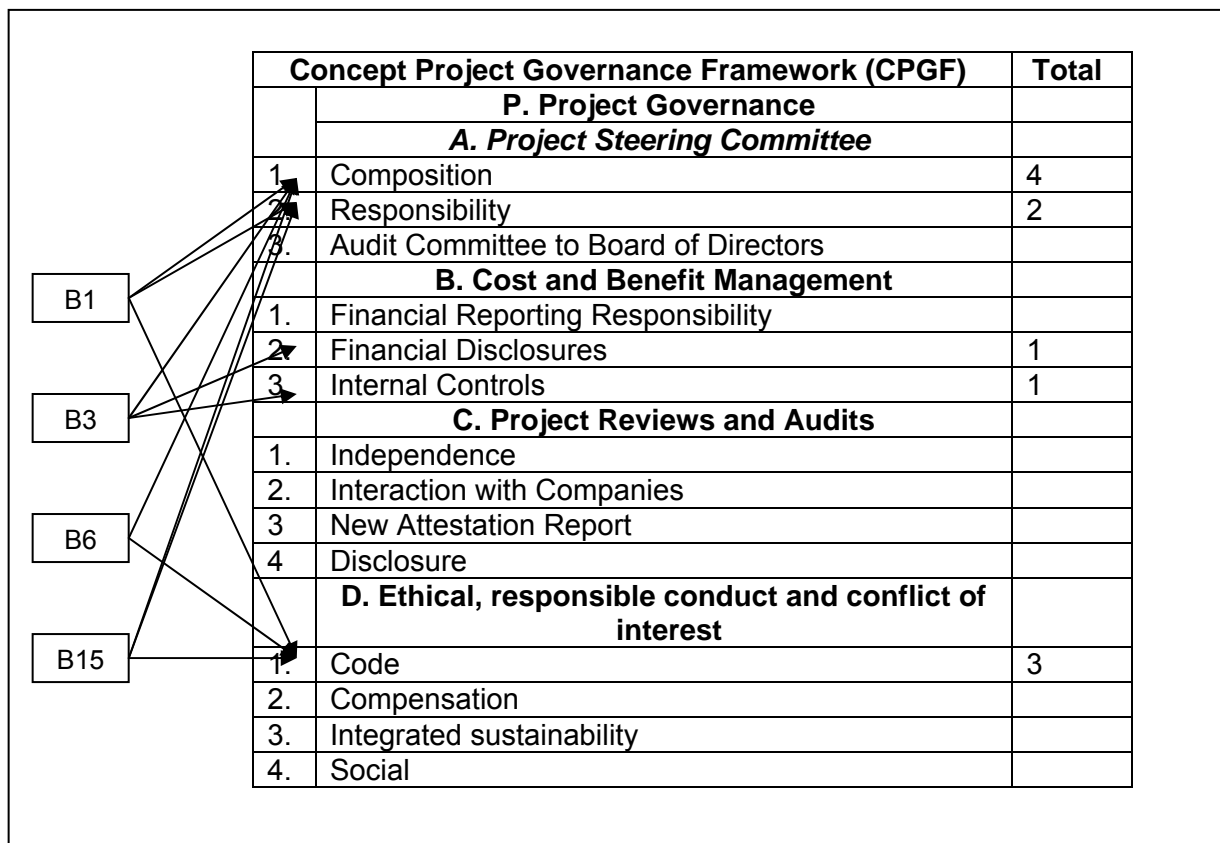 Concept Project Governance Framework (CPGF) Total
P. Project Governance
A. Project Steering Committee
1. Composition 4
2. Responsibility 2
3. Audit Committee to Board of Directors
B. Cost and Benefit Management
B1
1. Financial Reporting Responsibility
2. Financial Disclosures 1
3. Internal Controls 1
B3
C. Project Reviews and Audits
1. Independence
2. Interaction with Companies
3 New Attestation Report
B6
4 Disclosure
D. Ethical, responsible conduct and conflict of
interest
B15
1. Code 3
2. Compensation
3. Integrated sustainability
4. Social